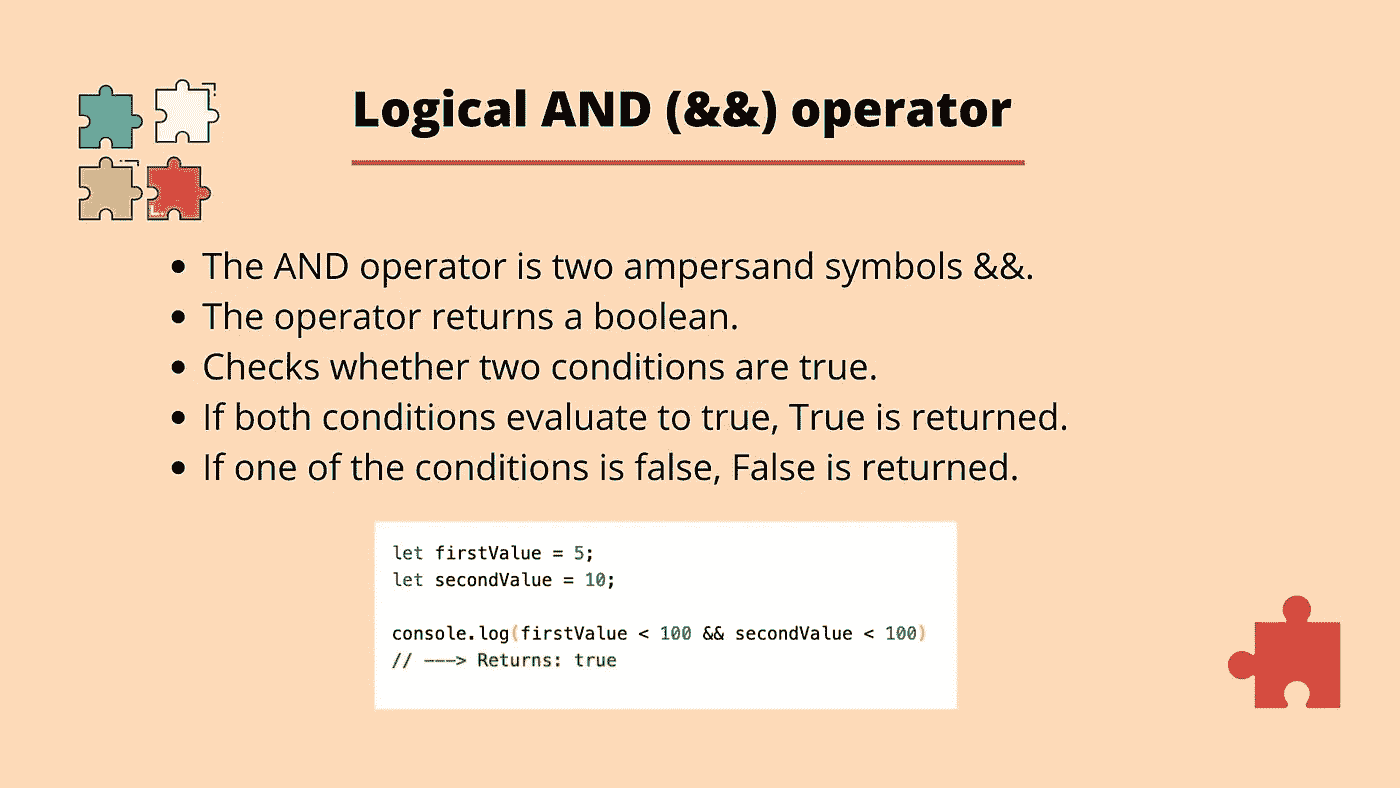 Logical AND (&&) operator
• The AND operator is two ampersand symbols &&.
• The operator returns a boolean.
• Checks whether two conditions are true.
• If both conditions evaluate to true, True is returned.
• If one of the conditions is false, False is returned.
let firstValue = 5;
let secondValue = 10;
console.log(firstValue < 100 && secondValue < 100)
// ---> Returns: true